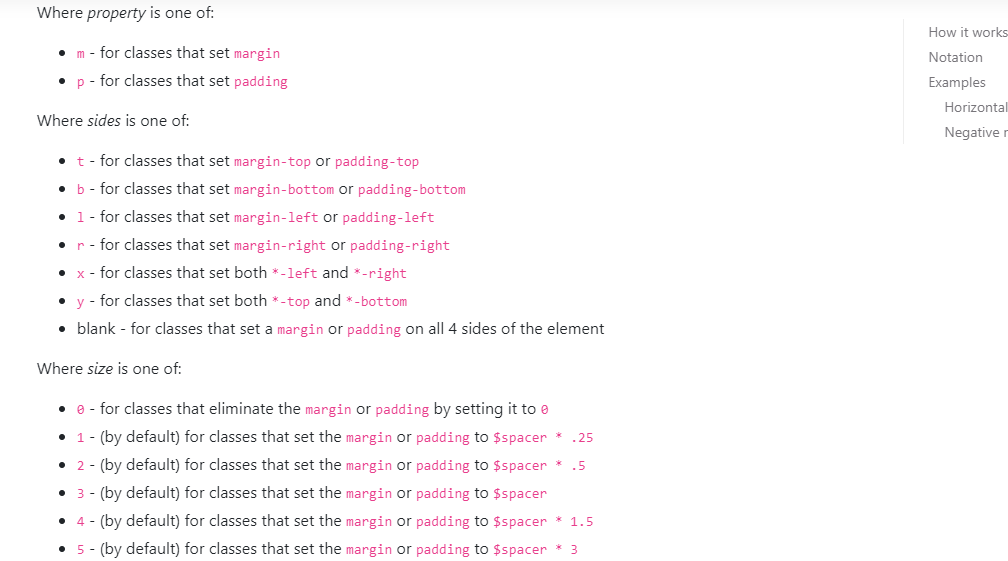 Where property is one of:
m - for classes that set margin
p - for classes that set padding
Where sides is one of:
t - for classes that set margin-top or padding-top
b - for classes that set margin-bottom or padding-bottom
l - for classes that set margin-left or padding-left
r - for classes that set margin-right or padding-right
x - for classes that set both *-left and *-right
y - for classes that set both *-top and *-bottom
blank - for classes that set a margin or padding on all 4 sides of the element
Where size is one of:
0 - for classes that eliminate the margin or padding by setting it to 0
1 - (by default) for classes that set the margin or padding to $spacer * .25
2 - (by default) for classes that set the margin or padding to $spacer * .5
3 - (by default) for classes that set the margin or padding to $spacer
4 - (by default) for classes that set the margin or padding to $spacer * 1.5
5 - (by default) for classes that set the margin or padding to $spacer * 3
How it works
Notation
Examples
Horizontal
Negative